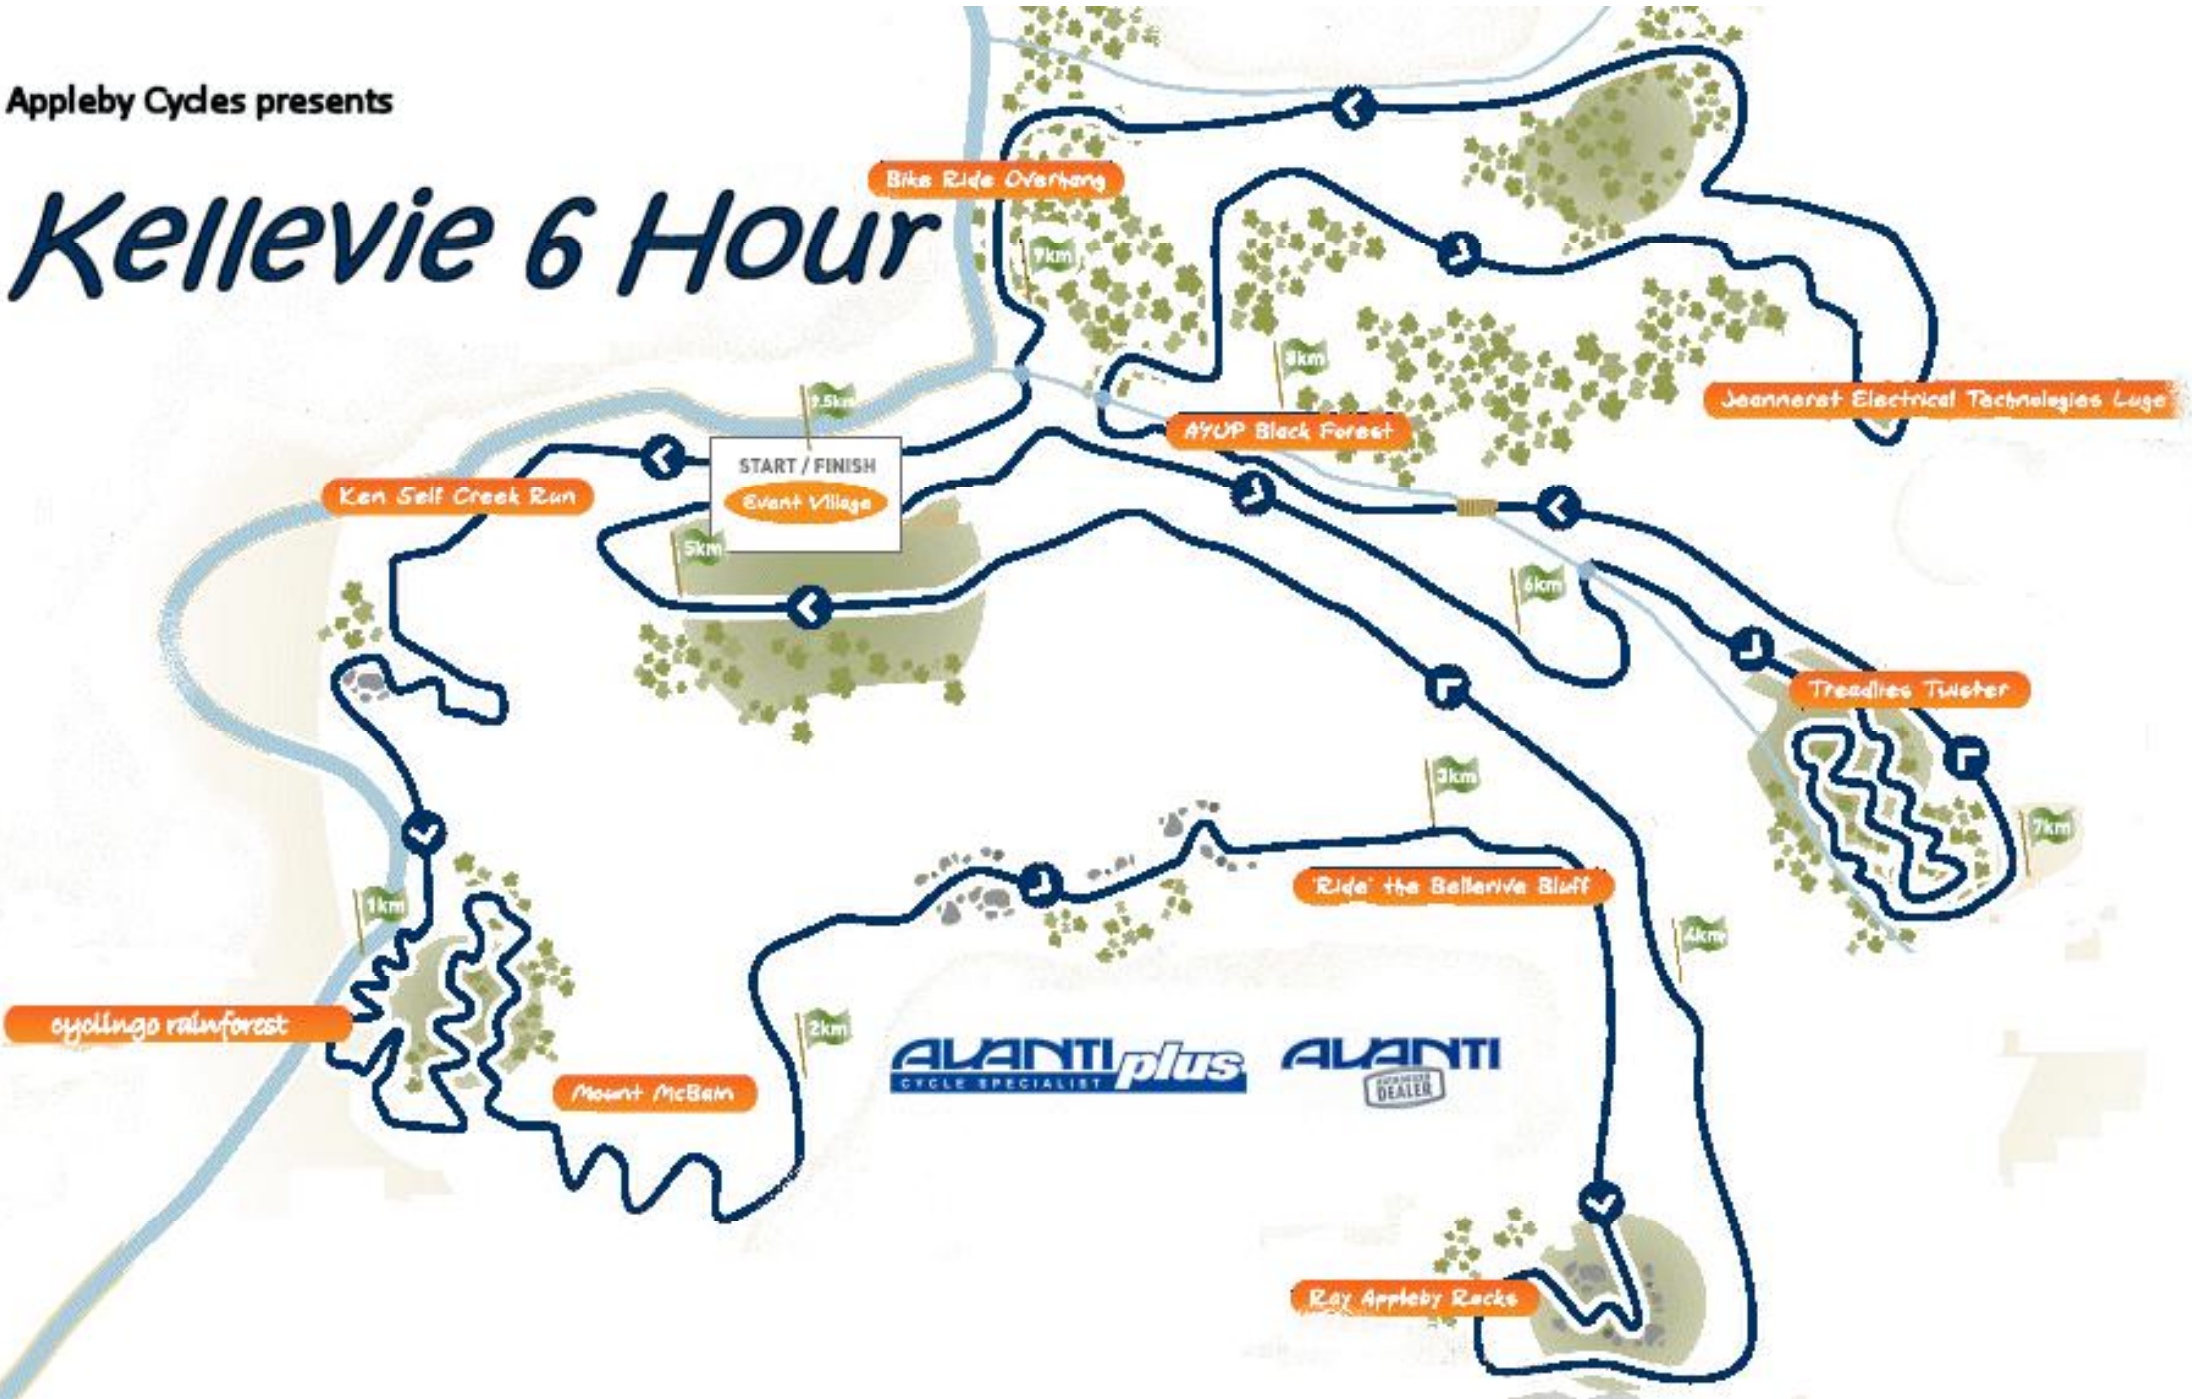 Appleby Cycles presents
Kellevie 6 Hour
Bike Ride Overhang
9km
8km
9.5km
Jeanneret Electrical Technologies Luge
AYUP Black Forest
START / FINISH
Event Village
Ken Self Creek Run
5km
6km
Treadlies Twister
3km
7km
'Ride' the Bellerive Bluff
1km
4km
cyclingo rainforest
2km
AVANTI plus
CYCLE SPECIALIST
AVANTI
DEALER
Mount McBain
Ray Appleby Rocks